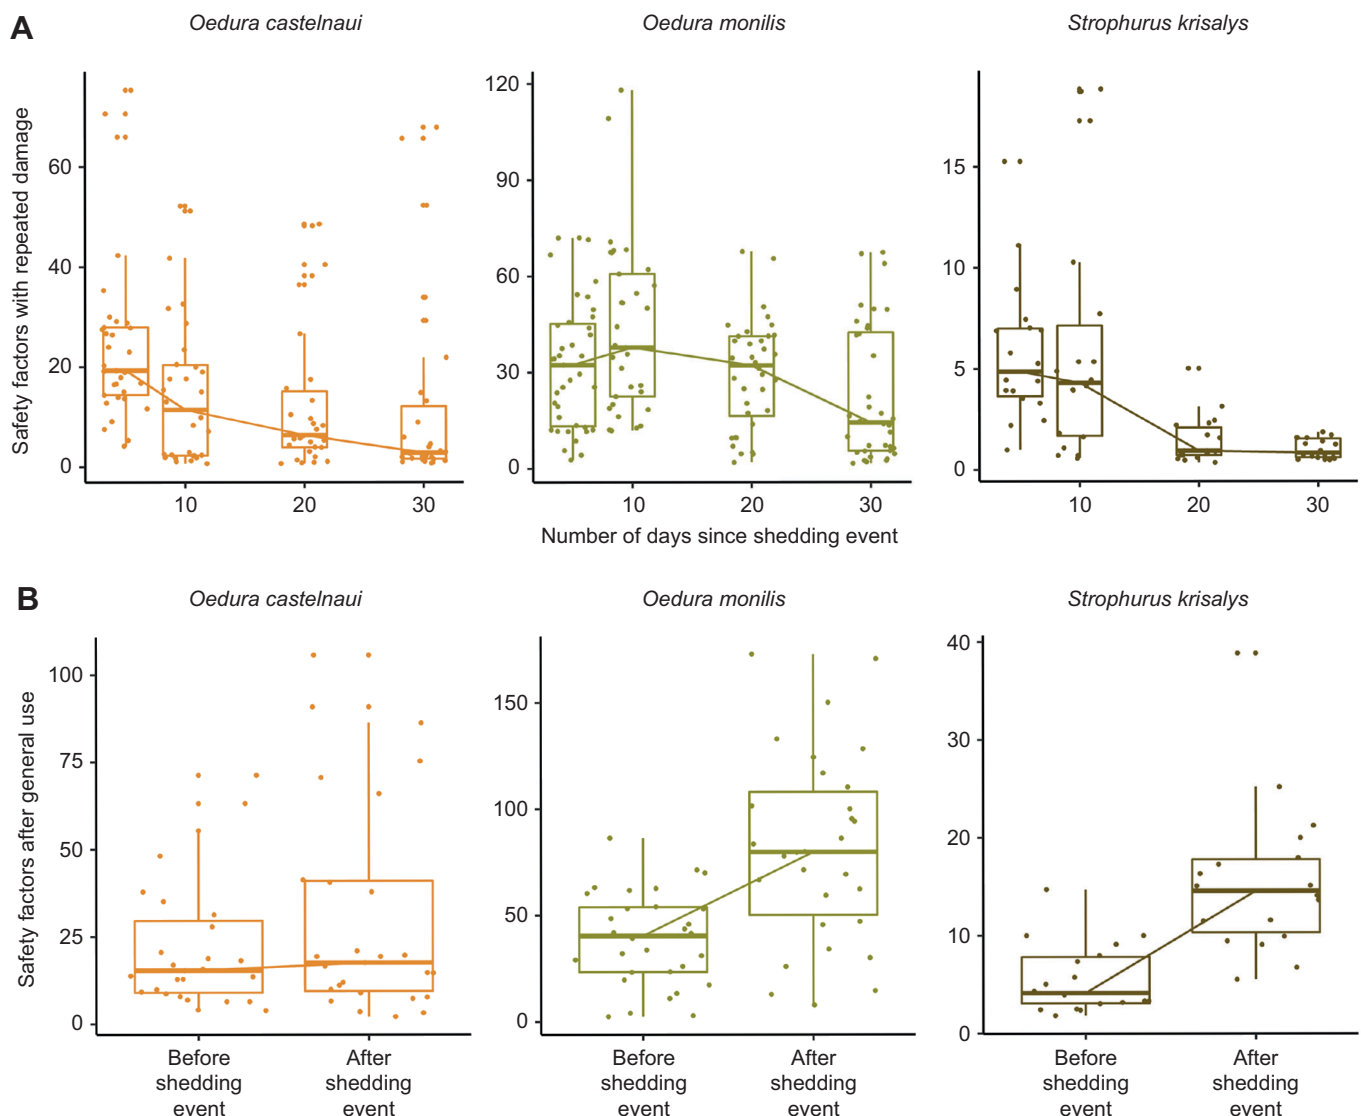 A
Oedura castelnaui
Oedura monilis
Strophurus krisalys
Safety factors with repeated damage
60
40
20
0
10
20
30
120
90
60
30
0
10
20
30
15
10
5
0
10
20
30
Number of days since shedding event
B
Oedura castelnaui
Oedura monilis
Strophurus krisalys
Safety factors after general use
100
75
50
25
0
Before
shedding
event
After
shedding
event
150
100
50
0
Before
shedding
event
After
shedding
event
40
30
20
10
0
Before
shedding
event
After
shedding
event